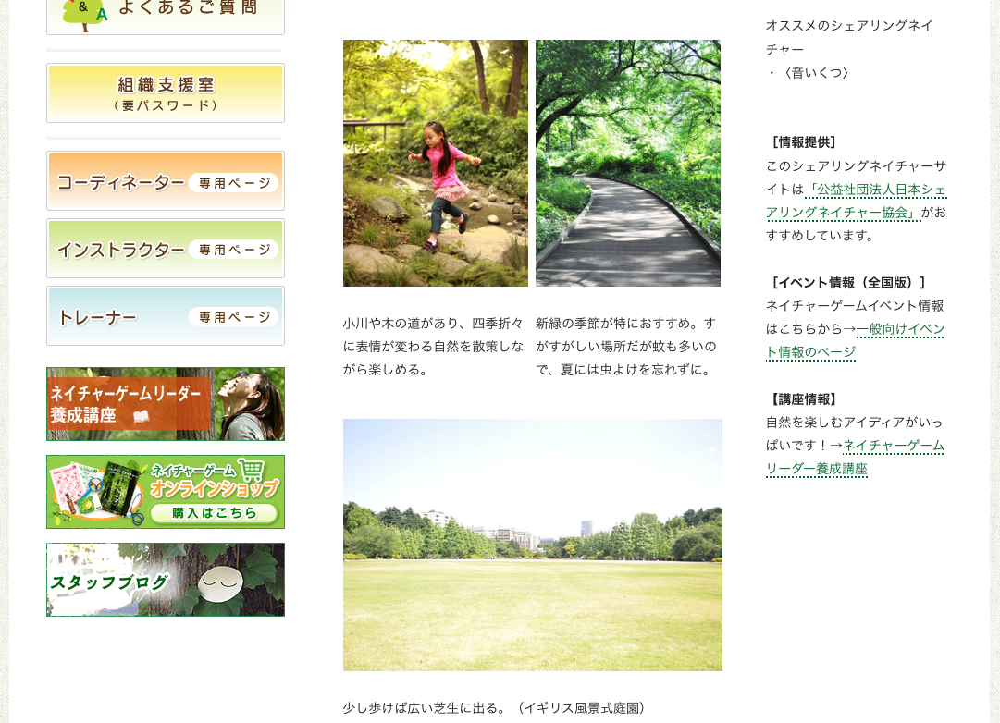 & A
よくあるご質問
組織支援室
（要パスワード）
コーディネーター 専用ページ
インストラクター 専用ページ
トレーナー 専用ページ
ネイチャーゲームリーダー
養成講座
ネイチャーゲーム
オンラインショップ
購入はこちら
スタッフブログ
小川や木の道があり、四季折々
に表情が変わる自然を散策しな
がら楽しめる。
新緑の季節が特におすすめ。す
がすがしい場所だが蚊も多いの
で、夏には虫よけを忘れずに。
少し歩けば広い芝生に出る。（イギリス風景式庭園）
オススメのシェアリングネイ
チャー
・〈音いくつ〉
［情報提供］
このシェアリングネイチャーサ
イトは「公益社団法人日本シェ
アリングネイチャー協会」がお
すすめしています。
［イベント情報（全国版）］
ネイチャーゲームイベント情報
はこちらから→一般向けイベン
ト情報のページ
【講座情報】
自然を楽しむアイディアがいっ
ぱいです！→ネイチャーゲーム
リーダー養成講座